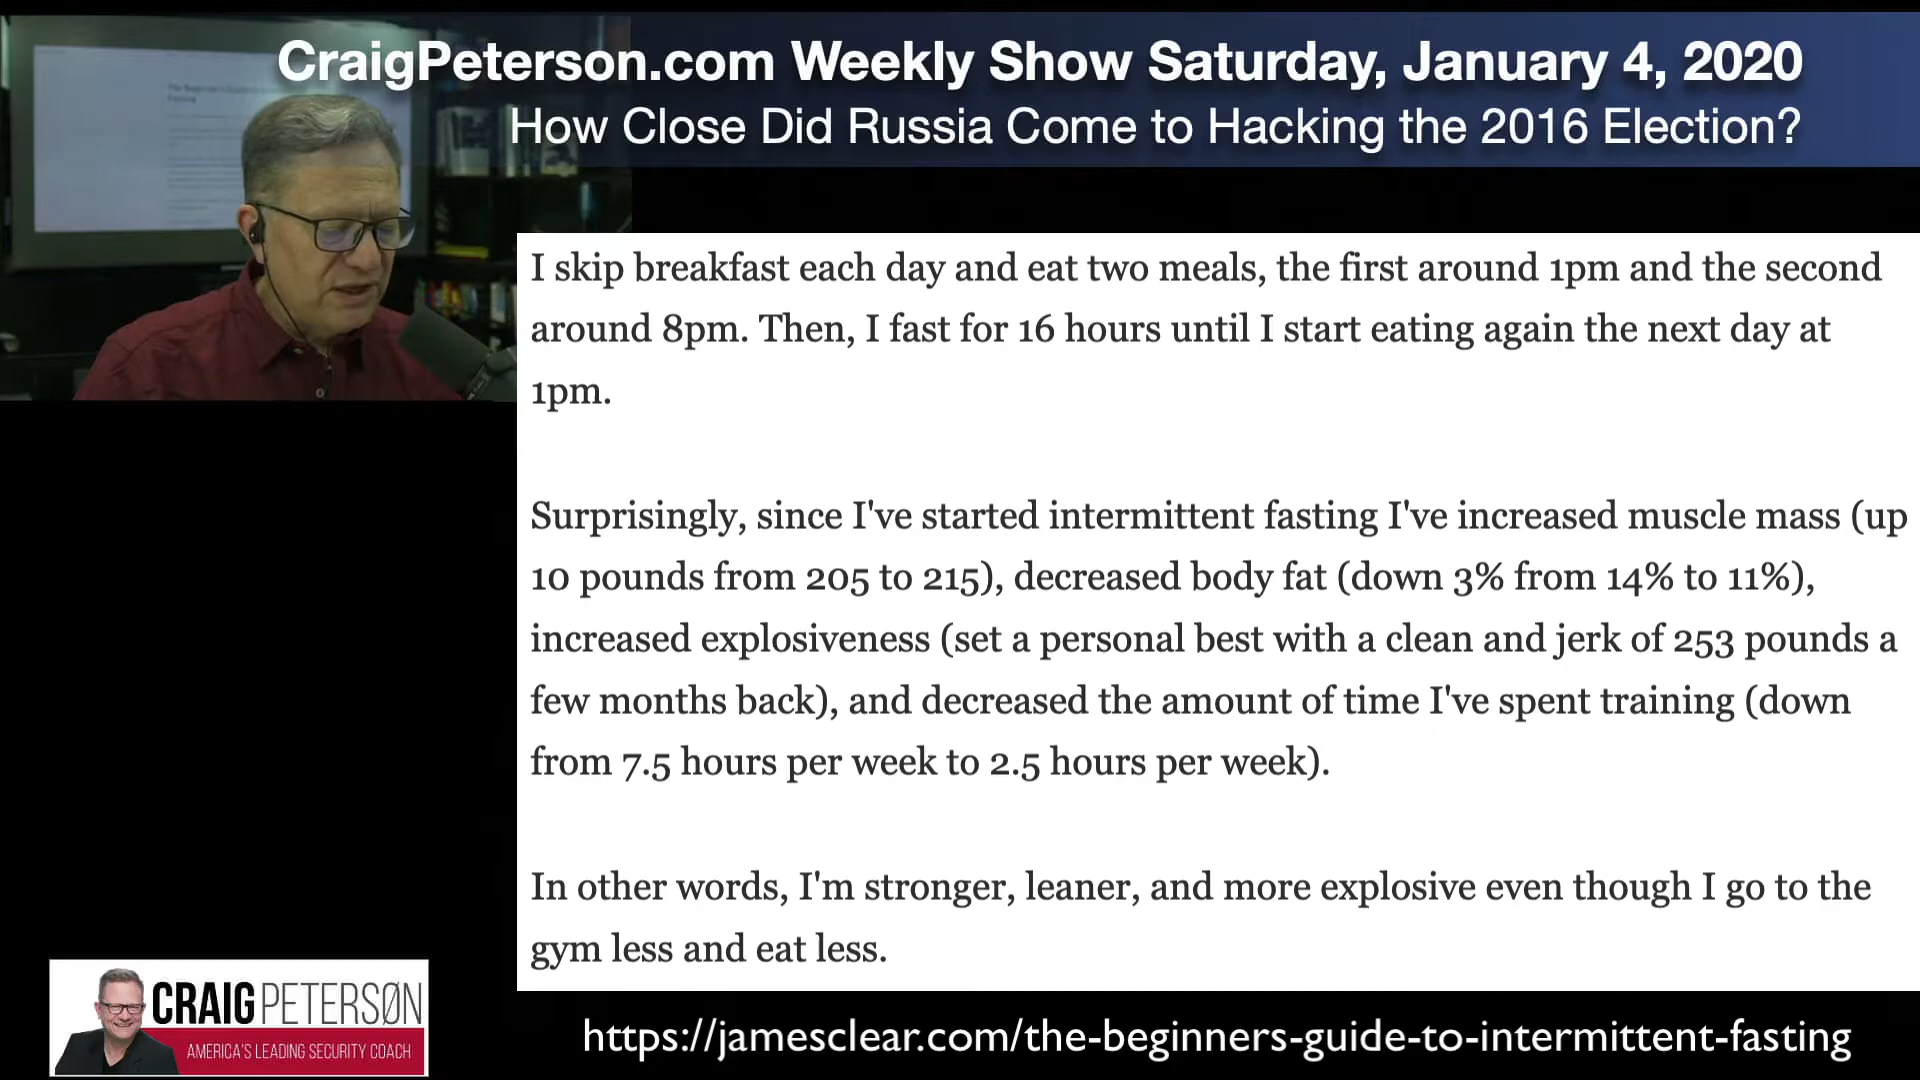 CraigPeterson.com Weekly Show Saturday, January 4, 2020
How Close Did Russia Come to Hacking the 2016 Election?
I skip breakfast each day and eat two meals, the first around 1pm and the second
around 8pm. Then, I fast for 16 hours until I start eating again the next day at
1pm.
Surprisingly, since I've started intermittent fasting I've increased muscle mass (up
10 pounds from 205 to 215), decreased body fat (down 3% from 14% to 11%),
increased explosiveness (set a personal best with a clean and jerk of 253 pounds a
few months back), and decreased the amount of time I've spent training (down
from 7.5 hours per week to 2.5 hours per week).
In other words, I'm stronger, leaner, and more explosive even though I go to the
gym less and eat less.
CRAIG PETERSØN
AMERICA'S LEADING SECURITY COACH
https://jamesclear.com/the-beginners-guide-to-intermittent-fasting